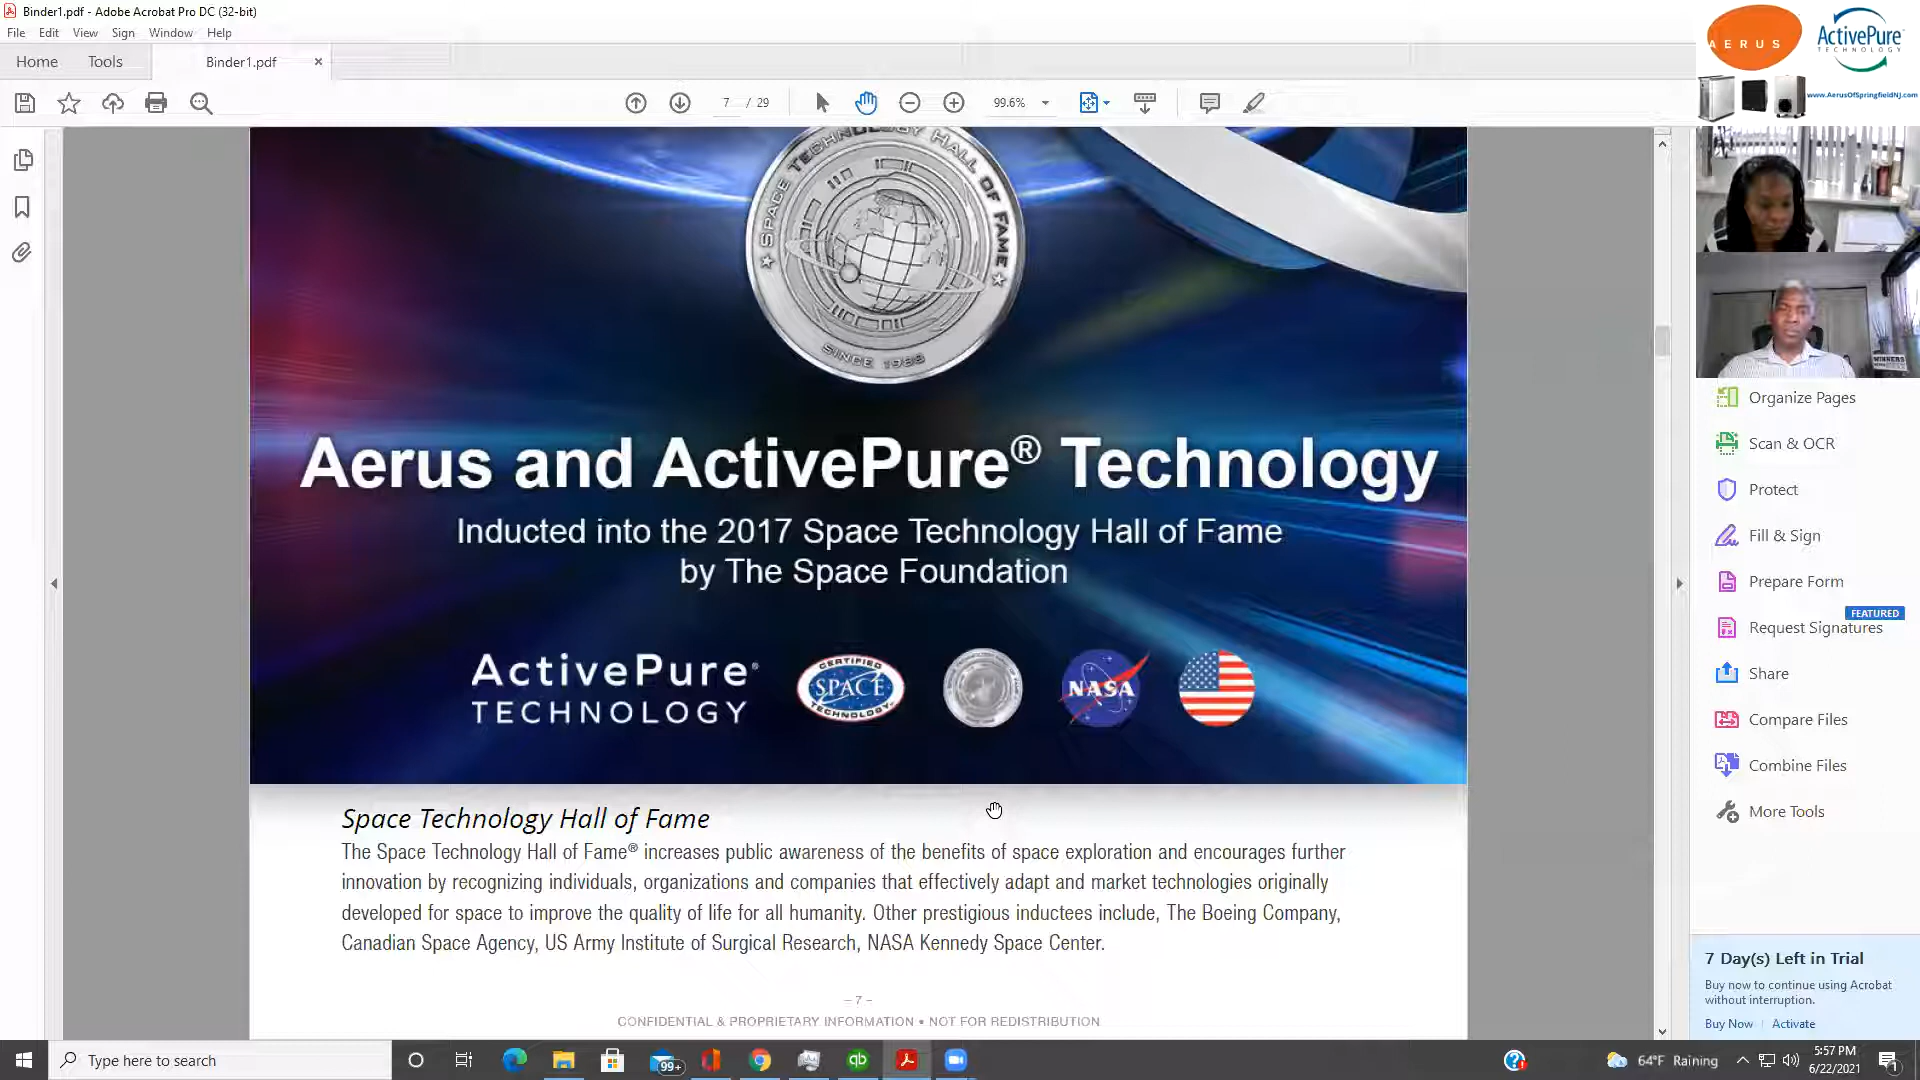 Binder1.pdf - Adobe Acrobat Pro DC (32-bit)
File Edit View Sign Window Help
Home Tools Binder1.pdf
7 / 29 99.6%
AERUS
ActivePure
TECHNOLOGY
www.AerusOfSpringfieldNJ.com
SPACE TECHNOLOGY HALL OF FAME
SINCE 1988
Aerus and ActivePure® Technology
Inducted into the 2017 Space Technology Hall of Fame
by The Space Foundation
ActivePure®
TECHNOLOGY
CERTIFIED
SPACE
TECHNOLOGY
NASA
Space Technology Hall of Fame
The Space Technology Hall of Fame® increases public awareness of the benefits of space exploration and encourages further
innovation by recognizing individuals, organizations and companies that effectively adapt and market technologies originally
developed for space to improve the quality of life for all humanity. Other prestigious inductees include, The Boeing Company,
Canadian Space Agency, US Army Institute of Surgical Research, NASA Kennedy Space Center.
– 7 –
CONFIDENTIAL & PROPRIETARY INFORMATION • NOT FOR REDISTRIBUTION
WINNERS
Organize Pages
Scan & OCR
Protect
Fill & Sign
Prepare Form
FEATURED
Request Signatures
Share
Compare Files
Combine Files
More Tools
7 Day(s) Left in Trial
Buy now to continue using Acrobat
without interruption.
Buy Now Activate
Type here to search
99+
qb
64°F Raining
5:57 PM
6/22/2021
1